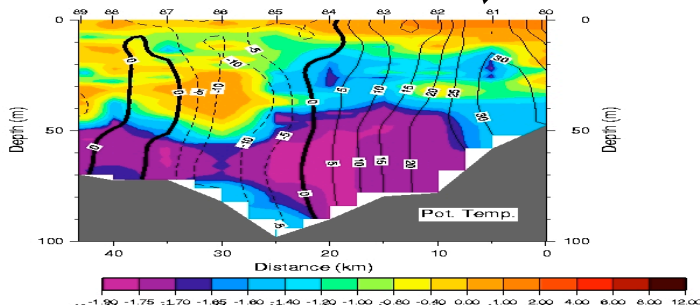 89 88 87 86 85 84 83 82 81 80
0 0
Depth (m) Depth (m)
50 50
100 100
0 0 -5 -10 -10 -5 0 5 10 15 20 25 30
0 -10 -5 5 10 15 20 30
0 -5
Pot. Temp.
40 30 20 10 0
Distance (km)
-1.90 -1.75 -1.70 -1.65 -1.60 -1.40 -1.20 -1.00 -0.80 -0.40 0.00 1.00 2.00 4.00 6.00 8.00 12.00